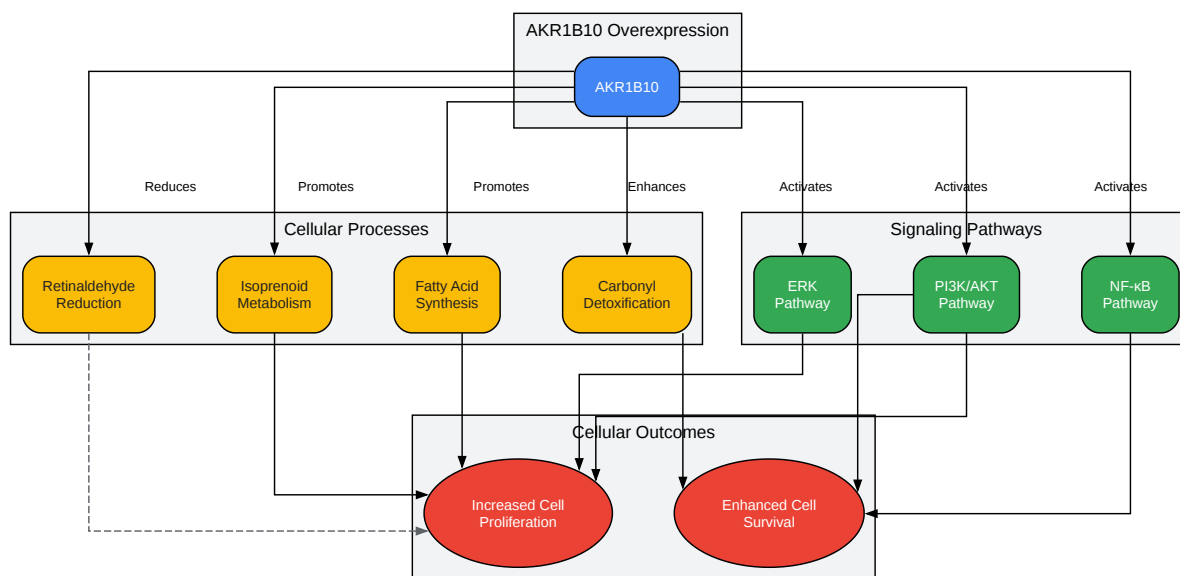 AKR1B10 Overexpression
AKR1B10
Reduces
Promotes
Promotes
Enhances
Activates
Activates
Activates
Cellular Processes
Signaling Pathways
Retinaldehyde
Reduction
Isoprenoid
Metabolism
Fatty Acid
Synthesis
Carbonyl
Detoxification
ERK
Pathway
PI3K/AKT
Pathway
NF-κB
Pathway
Cellular Outcomes
Increased Cell
Proliferation
Enhanced Cell
Survival